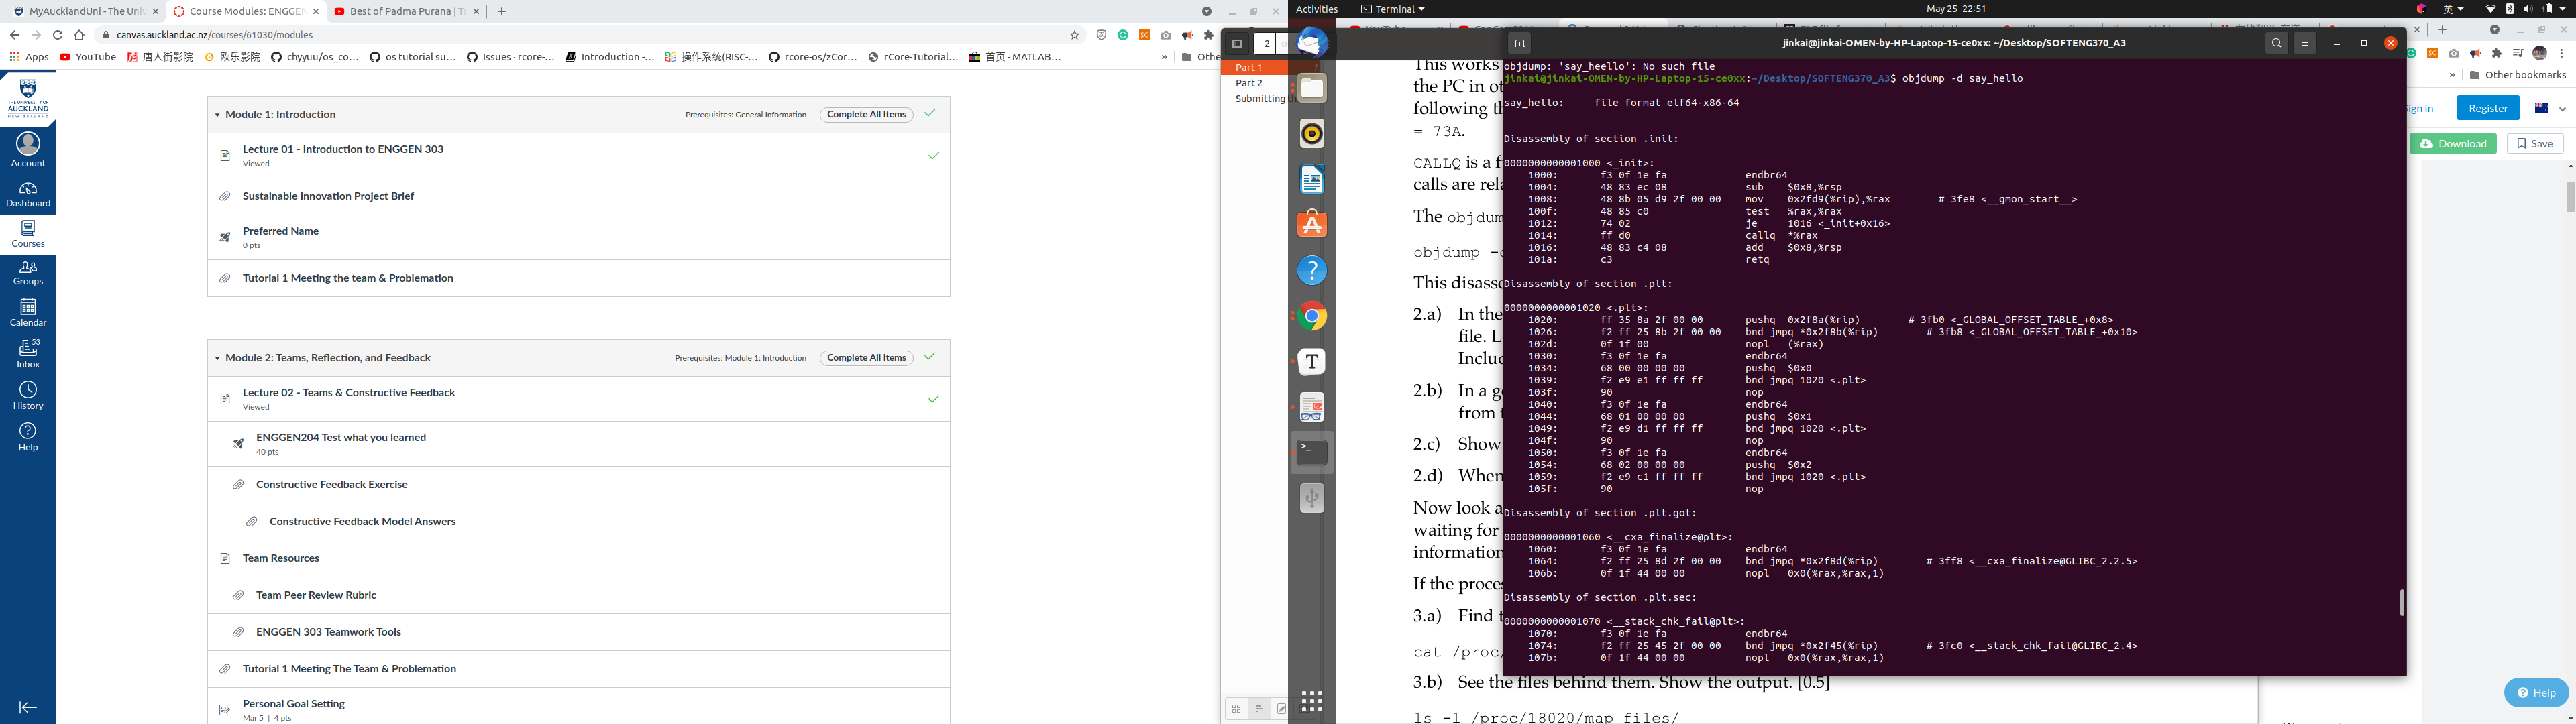 MyAucklandUni - The Univ
Course Modules: ENGGEN
Best of Padma Purana | T
canvas.auckland.ac.nz/courses/61030/modules
Apps
YouTube
唐人街影院
欧乐影院
chyyuu/os_co...
os tutorial su...
Issues · rcore-...
Introduction -...
操作系统(RISC-...
rcore-os/zCor...
rCore-Tutorial...
首页 - MATLAB...
»
Othe
THE UNIVERSITY OF
AUCKLAND
NEW ZEALAND
Account
Dashboard
Courses
Groups
Calendar
53
Inbox
History
Help
Module 1: Introduction
Prerequisites: General Information
Complete All Items
Lecture 01 - Introduction to ENGGEN 303
Viewed
Sustainable Innovation Project Brief
Preferred Name
0 pts
Tutorial 1 Meeting the team & Problemation
Module 2: Teams, Reflection, and Feedback
Prerequisites: Module 1: Introduction
Complete All Items
Lecture 02 - Teams & Constructive Feedback
Viewed
ENGGEN204 Test what you learned
40 pts
Constructive Feedback Exercise
Constructive Feedback Model Answers
Team Resources
Team Peer Review Rubric
ENGGEN 303 Teamwork Tools
Tutorial 1 Meeting The Team & Problemation
Personal Goal Setting
Mar 5 | 4 pts
Activities
Terminal
May 25 22:51
英
2
Part 1
Part 2
Submitting th
This works
the PC in ot
following th
= 73A.
CALLQ is a f
calls are rela
The objdum
objdump -d
This disasse
2.a) In the
file. L
Includ
2.b) In a g
from t
2.c) Show
2.d) When
Now look a
waiting for
information
If the proces
3.a) Find t
cat /proc/
3.b) See the files behind them. Show the output. [0.5]
ls -l /proc/18020/map_files/
jinkai@jinkai-OMEN-by-HP-Laptop-15-ce0xx: ~/Desktop/SOFTENG370_A3
objdump: 'say_heello': No such file
jinkai@jinkai-OMEN-by-HP-Laptop-15-ce0xx:~/Desktop/SOFTENG370_A3$ objdump -d say_hello
say_hello:     file format elf64-x86-64
Disassembly of section .init:
0000000000001000 <_init>:
1000: f3 0f 1e fa endbr64
1004: 48 83 ec 08 sub $0x8,%rsp
1008: 48 8b 05 d9 2f 00 00 mov 0x2fd9(%rip),%rax # 3fe8 <__gmon_start__>
100f: 48 85 c0 test %rax,%rax
1012: 74 02 je 1016 <_init+0x16>
1014: ff d0 callq *%rax
1016: 48 83 c4 08 add $0x8,%rsp
101a: c3 retq
Disassembly of section .plt:
0000000000001020 <.plt>:
1020: ff 35 8a 2f 00 00 pushq 0x2f8a(%rip) # 3fb0 <_GLOBAL_OFFSET_TABLE_+0x8>
1026: f2 ff 25 8b 2f 00 00 bnd jmpq *0x2f8b(%rip) # 3fb8 <_GLOBAL_OFFSET_TABLE_+0x10>
102d: 0f 1f 00 nopl (%rax)
1030: f3 0f 1e fa endbr64
1034: 68 00 00 00 00 pushq $0x0
1039: f2 e9 e1 ff ff ff bnd jmpq 1020 <.plt>
103f: 90 nop
1040: f3 0f 1e fa endbr64
1044: 68 01 00 00 00 pushq $0x1
1049: f2 e9 d1 ff ff ff bnd jmpq 1020 <.plt>
104f: 90 nop
1050: f3 0f 1e fa endbr64
1054: 68 02 00 00 00 pushq $0x2
1059: f2 e9 c1 ff ff ff bnd jmpq 1020 <.plt>
105f: 90 nop
Disassembly of section .plt.got:
0000000000001060 <__cxa_finalize@plt>:
1060: f3 0f 1e fa endbr64
1064: f2 ff 25 8d 2f 00 00 bnd jmpq *0x2f8d(%rip) # 3ff8 <__cxa_finalize@GLIBC_2.2.5>
106b: 0f 1f 44 00 00 nopl 0x0(%rax,%rax,1)
Disassembly of section .plt.sec:
0000000000001070 <__stack_chk_fail@plt>:
1070: f3 0f 1e fa endbr64
1074: f2 ff 25 45 2f 00 00 bnd jmpq *0x2f45(%rip) # 3fc0 <__stack_chk_fail@GLIBC_2.4>
107b: 0f 1f 44 00 00 nopl 0x0(%rax,%rax,1)
»
Other bookmarks
ign in
Register
Download
Save
Help